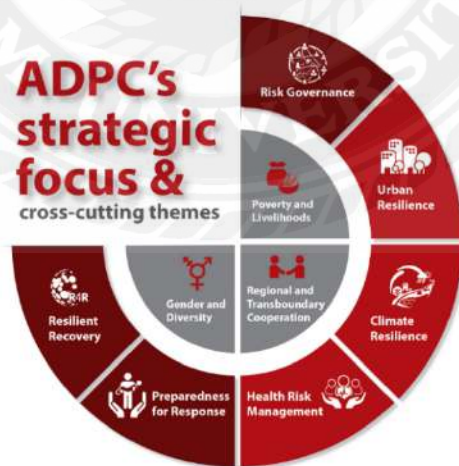 ADPC's
strategic
focus &
cross-cutting themes
Risk Governance
Urban
Resilience
Climate
Resilience
Health Risk
Management
Preparedness
for Response
R4R
Resilient
Recovery
Poverty and
Livelihoods
Regional and
Transboundary
Cooperation
Gender and
Diversity